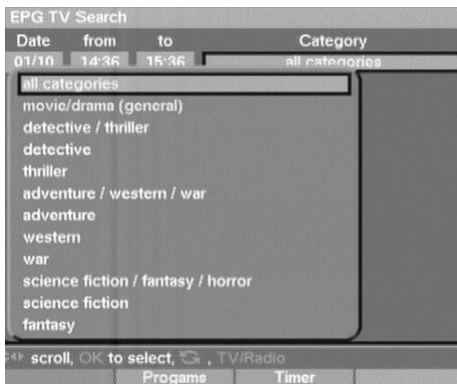 EPG TV Search
Date from to Category
01/10 14:36 15:36 all categories
all categories
movie/drama (general)
detective / thriller
detective
thriller
adventure / western / war
adventure
western
war
science fiction / fantasy / horror
science fiction
fantasy
scroll, OK to select, , TV/Radio
Progams Timer